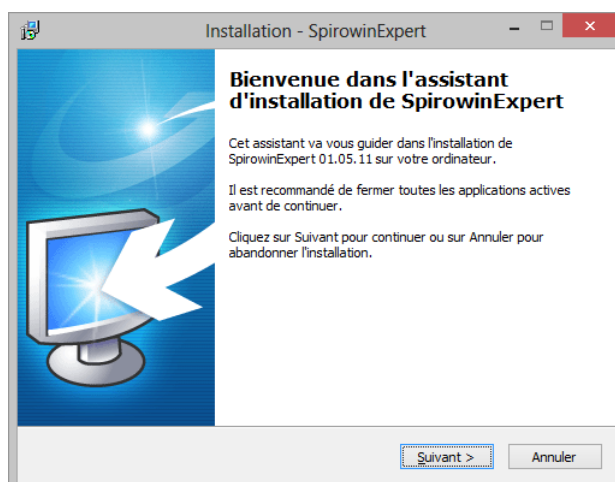 Installation - SpirowinExpert
Bienvenue dans l'assistant
d'installation de SpirowinExpert
Cet assistant va vous guider dans l'installation de
SpirowinExpert 01.05.11 sur votre ordinateur.
Il est recommandé de fermer toutes les applications actives
avant de continuer.
Cliquez sur Suivant pour continuer ou sur Annuler pour
abandonner l'installation.
Suivant >
Annuler